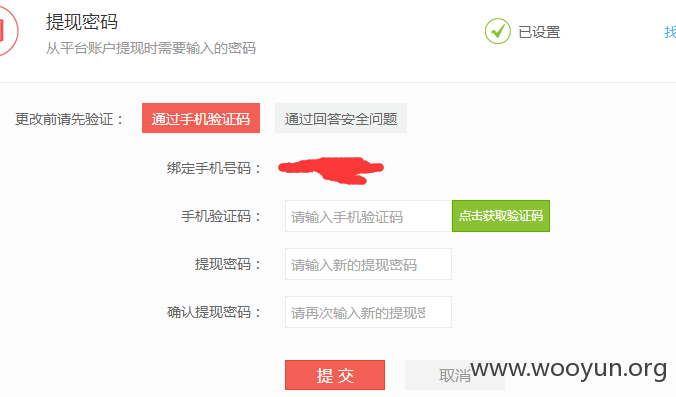 提现密码
从平台账户提现时需要输入的密码
已设置
找
更改前请先验证：
通过手机验证码
通过回答安全问题
绑定手机号码：
手机验证码：
请输入手机验证码
点击获取验证码
提现密码：
请输入新的提现密码
确认提现密码：
请再次输入新的提现密
提 交
取消
www.wooyun.org